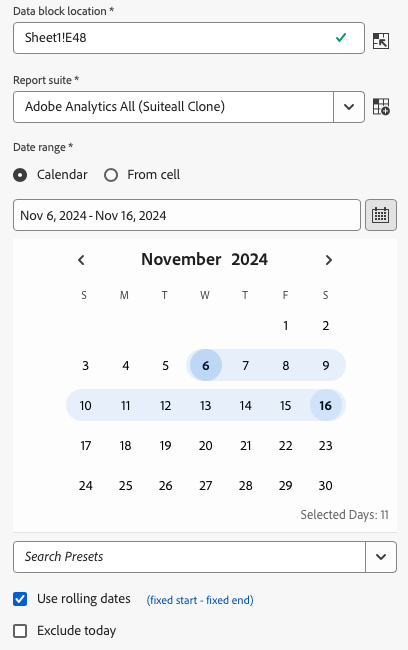 Data block location *
Sheet1!E48
Report suite *
Adobe Analytics All (Suiteall Clone)
Date range *
Calendar From cell
Nov 6, 2024 - Nov 16, 2024
November 2024
S M T W T F S
1 2
3 4 5 6 7 8 9
10 11 12 13 14 15 16
17 18 19 20 21 22 23
24 25 26 27 28 29 30
Selected Days: 11
Search Presets
Use rolling dates (fixed start - fixed end)
Exclude today